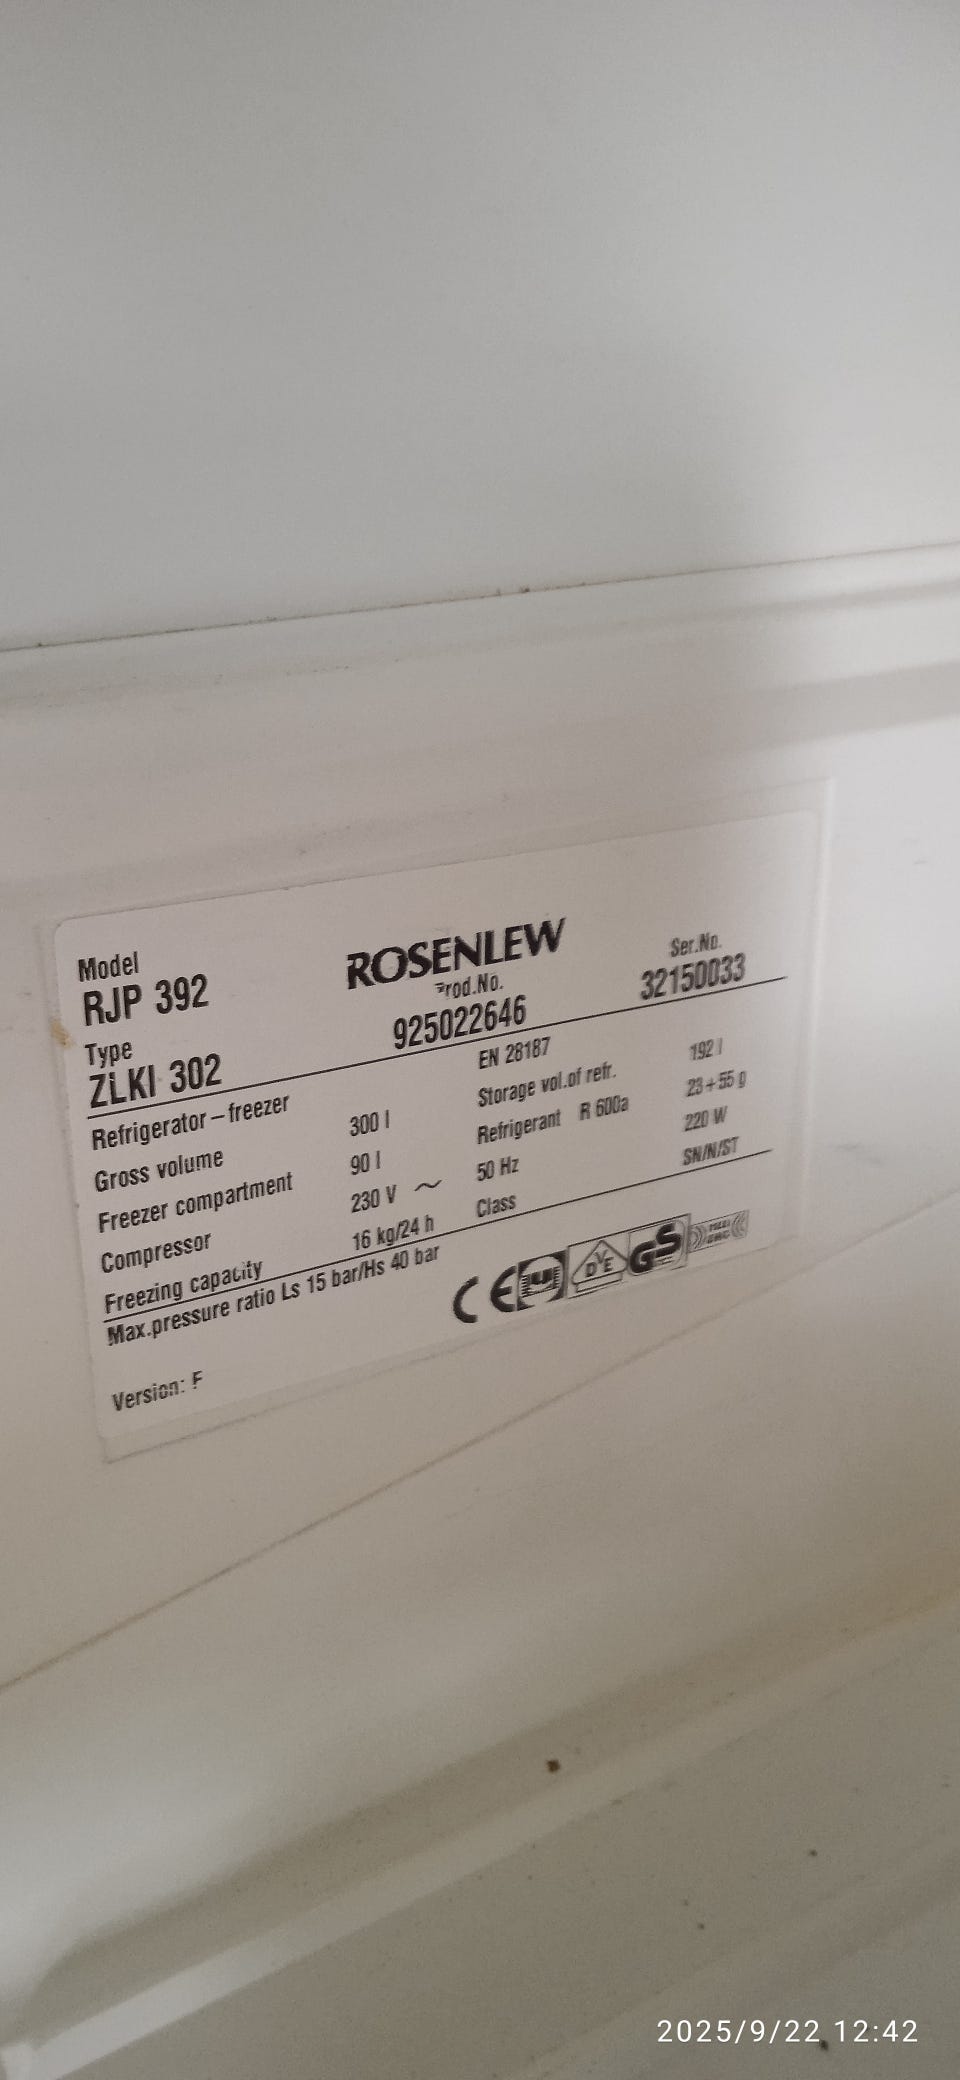 Model
ROSENLEW
RJP 392
Prod.No.
Ser.No.
Type
925022646
32150033
ZLKI 302
Refrigerator – freezer
EN 28187
Gross volume 300 l Storage vol.of refr. 192 l
Freezer compartment 90 l Refrigerant R 600a 23+55 g
Compressor 230 V ~ 50 Hz 220 W
Freezing capacity 16 kg/24 h Class SN/N/ST
Max.pressure ratio Ls 15 bar/Hs 40 bar
CE DVE GS
Version: F
2025/9/22 12:42